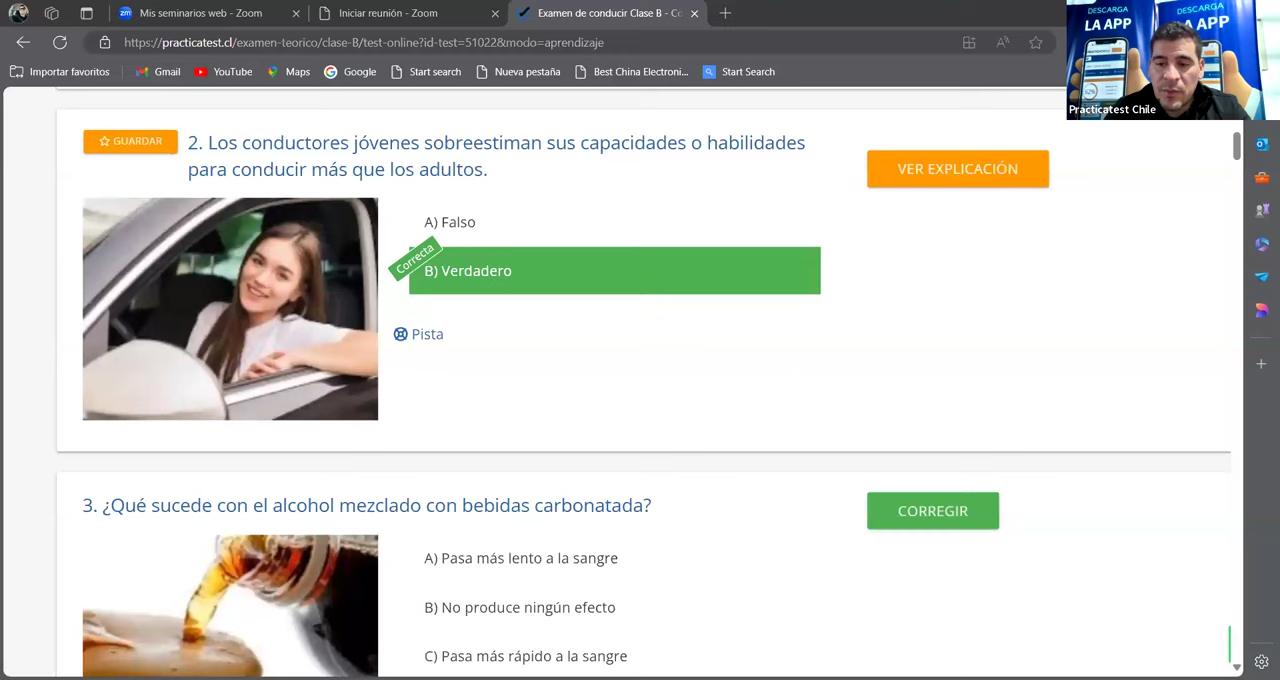 Mis seminarios web - Zoom
Iniciar reunión - Zoom
Examen de conducir Clase B - Co
https://practicatest.cl/examen-teorico/clase-B/test-online?id-test=51022&modo=aprendizaje
Importar favoritos
Gmail
YouTube
Maps
Google
Start search
Nueva pestaña
Best China Electroni...
Start Search
DESCARGA
LA APP
DESCARGA
LA APP
Practicatest Chile
GUARDAR
2. Los conductores jóvenes sobreestiman sus capacidades o habilidades
para conducir más que los adultos.
VER EXPLICACIÓN
A) Falso
Correcta
B) Verdadero
Pista
3. ¿Qué sucede con el alcohol mezclado con bebidas carbonatada?
CORREGIR
A) Pasa más lento a la sangre
B) No produce ningún efecto
C) Pasa más rápido a la sangre